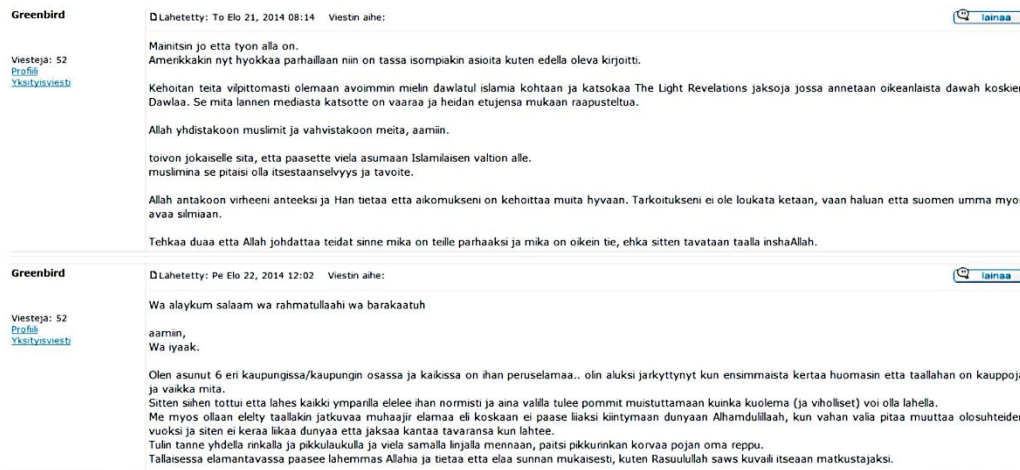 Greenbird
Lähetetty: To Elo 21, 2014 08:14 Viestin aihe:
lainaa
Viestejä: 52
Profiili
Yksityisviesti
Mainitsin jo etta tyon alla on.
Amerikkakin nyt hyokkaa parhaillaan niin on tassa isompiakin asioita kuten edella oleva kirjoitti.
Kehoitan teita vilpittomasti olemaan avoimmin mielin dawlatul islamia kohtaan ja katsokaa The Light Revelations jaksoja jossa annetaan oikeanlaista dawah koskien
Dawlaa. Se mita lannen mediasta katsotte on vaaraa ja heidan etujensa mukaan raapusteltua.
Allah yhdistakoon muslimit ja vahvistakoon meita, aamiin.
toivon jokaiselle sita, etta paasette viela asumaan Islamilaisen valtion alle.
muslimina se pitaisi olla itsestaanselvyys ja tavoite.
Allah antakoon virheeni anteeksi ja Han tietaa etta aikomukseni on kehoittaa muita hyvaan. Tarkoitukseni ei ole loukata ketaan, vaan haluan etta suomen umma myos
avaa silmiaan.
Tehkaa duaa etta Allah johdattaa teidat sinne mika on teille parhaaksi ja mika on oikein tie, ehka sitten tavataan taalla inshaAllah.
Greenbird
Lähetetty: Pe Elo 22, 2014 12:02 Viestin aihe:
lainaa
Viestejä: 52
Profiili
Yksityisviesti
Wa alaykum salaam wa rahmatullaahi wa barakaatuh
aamiin,
Wa iyaak.
Olen asunut 6 eri kaupungissa/kaupungin osassa ja kaikissa on ihan peruselamaa.. olin aluksi jarkyttynyt kun ensimmaista kertaa huomasin etta taallahan on kauppoja
ja vaikka mita.
Sitten siihen tottui etta lahes kaikki ymparilla elelee ihan normisti ja aina valilla tulee pommit muistuttamaan kuinka kuolema (ja viholliset) voi olla lahella.
Me myos ollaan elelty taallakin jatkuvaa muhaajir elamaa eli koskaan ei paase liiaksi kiintymaan dunyaan Alhamdulillaah, kun vahan valia pitaa muuttaa olosuhteiden
vuoksi ja siten ei keraa liikaa dunyaa etta jaksaa kantaa tavaransa kun lahtee.
Tulin tanne yhdella rinkalla ja pikkulaukulla ja viela samalla linjalla mennaan, paitsi pikkurinkan korvaa pojan oma reppu.
Tallaisessa elamantavassa paasee lahemmas Allahia ja tietaa etta elaa sunnan mukaisesti, kuten Rasuulullah saws kuvaili itseaan matkustajaksi.